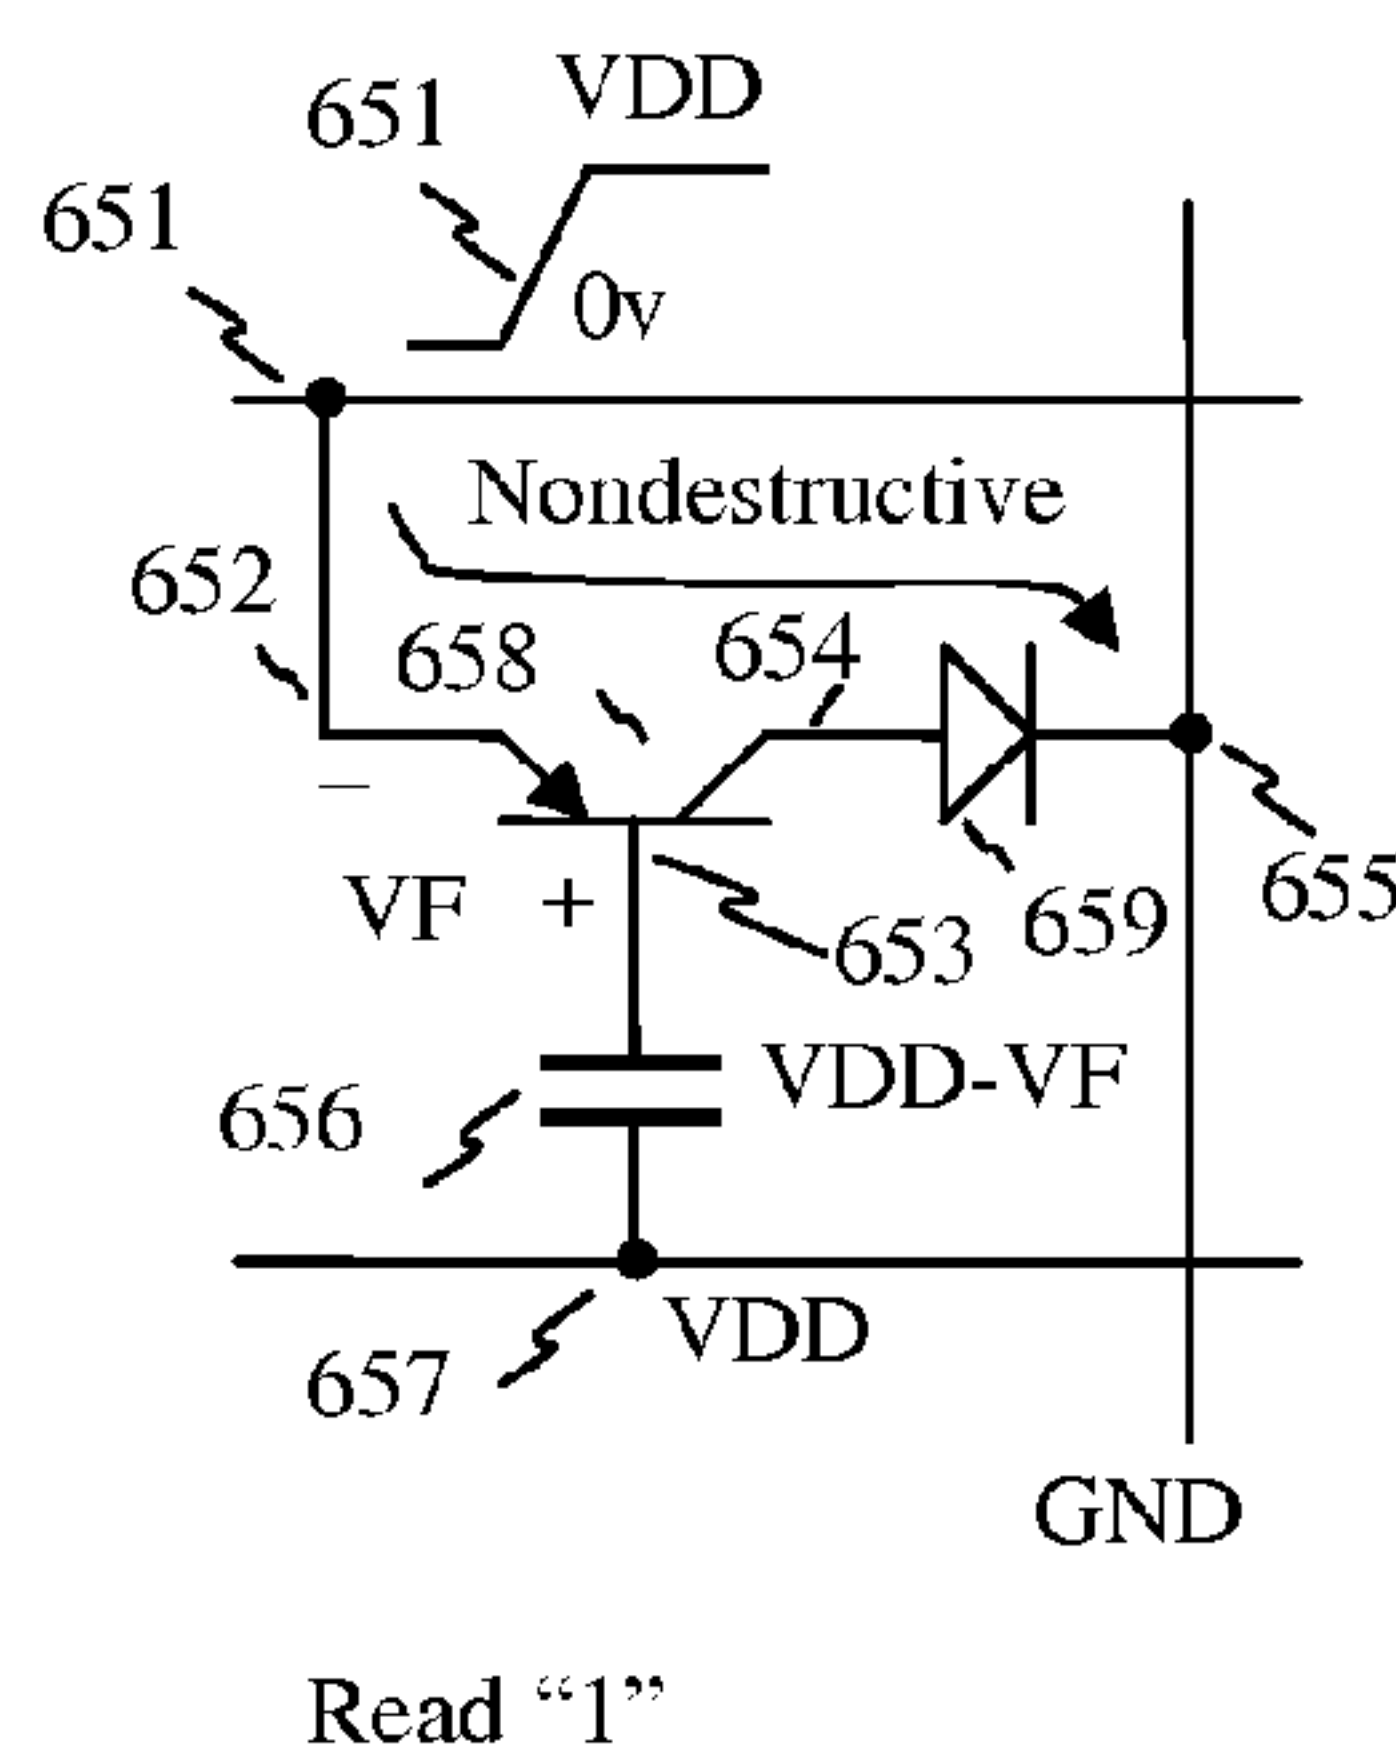 VDD
651
651
0v
Nondestructive
652
658
654
−
VF +
653
659
655
VDD-VF
656
VDD
657
GND
Read “1”